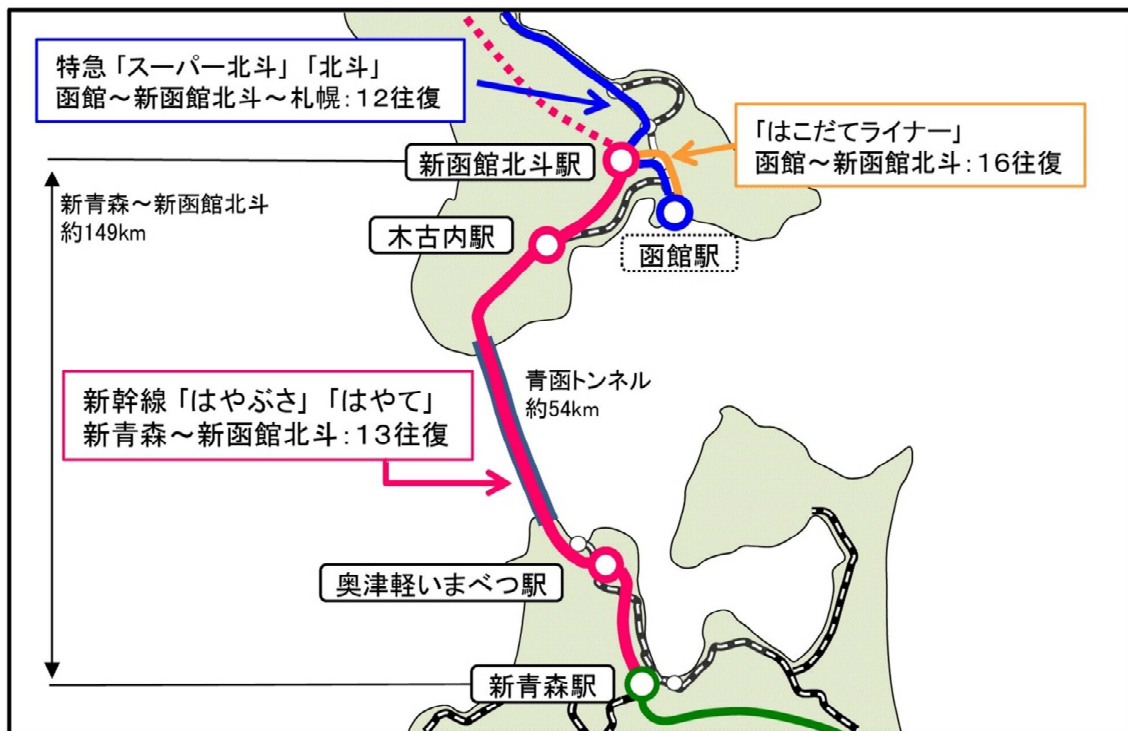 特急「スーパー北斗」「北斗」
函館～新函館北斗～札幌：１２往復
「はこだてライナー」
函館～新函館北斗：１６往復
新函館北斗駅
新青森～新函館北斗
約149km
木古内駅
函館駅
青函トンネル
約54km
新幹線「はやぶさ」「はやて」
新青森～新函館北斗：１３往復
奥津軽いまべつ駅
新青森駅